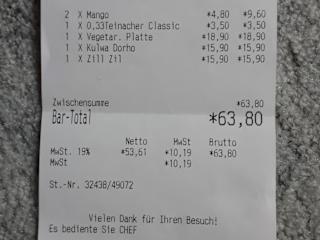 2 X Mango *4,80 *9,60
1 X 0,33Teinacher Classic *3,50 *3,50
1 X Vegetar. Platte *18,90 *18,90
1 X Kulwa Dorho *15,90 *15,90
1 X Zill Zil *15,90 *15,90
Zwischensumme *63,80
Bar-Total *63,80
Netto MwSt Brutto
MwSt. 19% *53,61 *10,19 *63,80
MwSt *10,19
St.-Nr. 32438/49072
Vielen Dank für Ihren Besuch!
Es bediente Sie CHEF